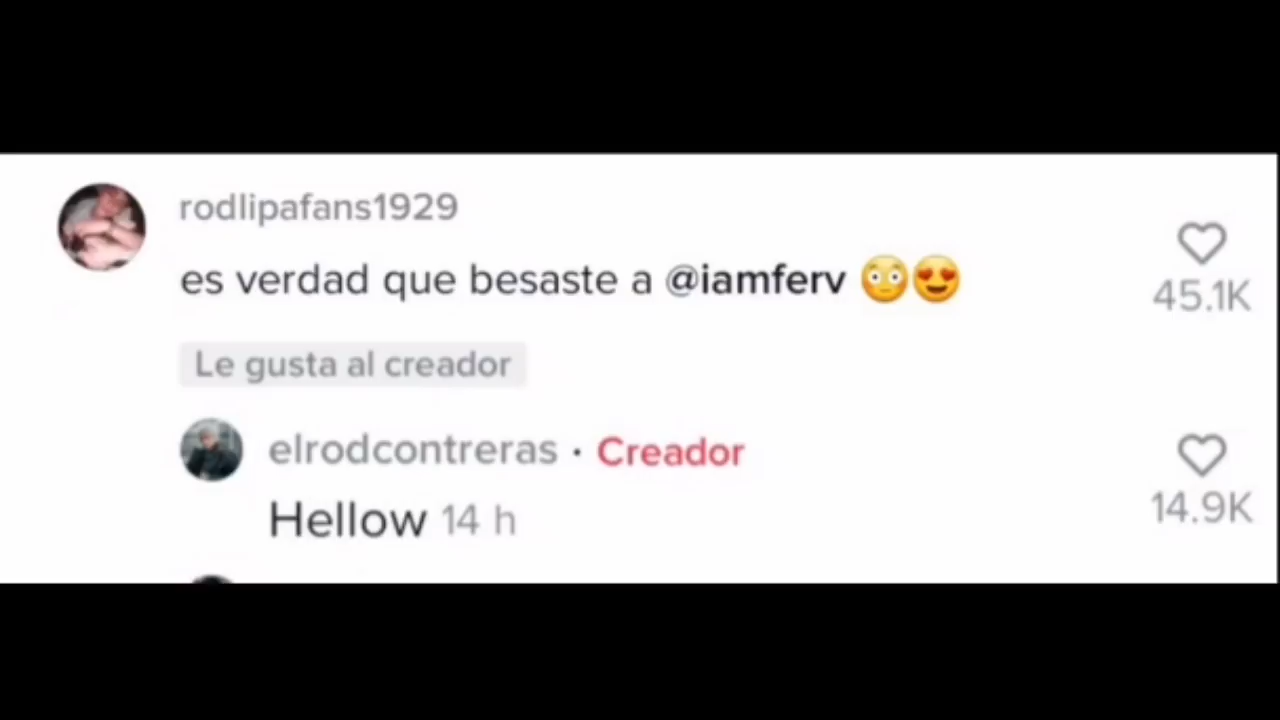 rodlipafans1929
es verdad que besaste a @iamferv 😳😍
45.1K
Le gusta al creador
elrodcontreras · Creador
Hellow 14 h
14.9K